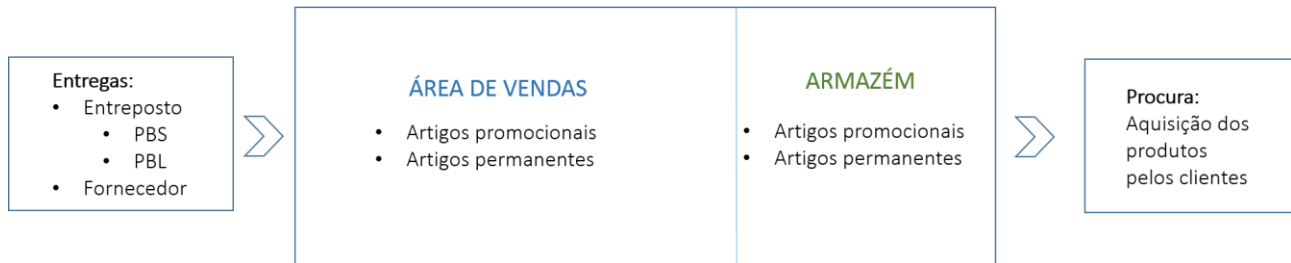 Entregas:
• Entreposto
• PBS
• PBL
• Fornecedor
ÁREA DE VENDAS
• Artigos promocionais
• Artigos permanentes
ARMAZÉM
• Artigos promocionais
• Artigos permanentes
Procura:
Aquisição dos
produtos
pelos clientes